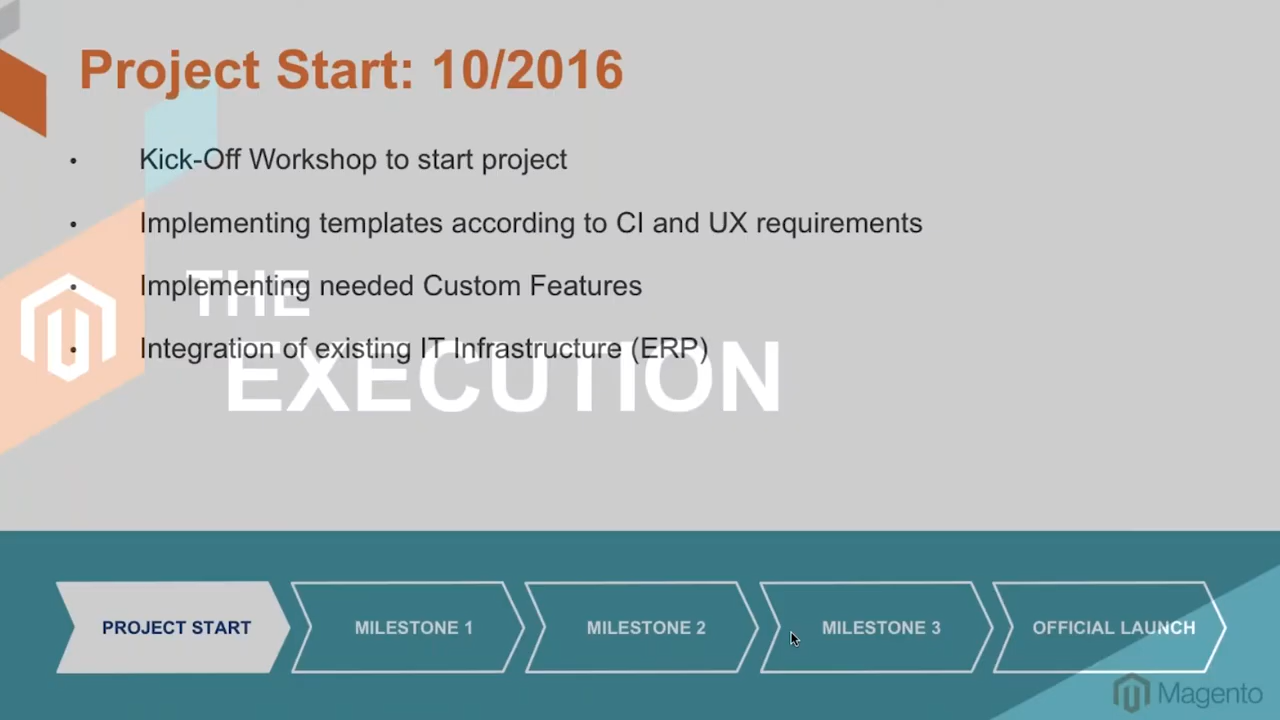 Project Start: 10/2016
• Kick-Off Workshop to start project
• Implementing templates according to CI and UX requirements
• Implementing needed Custom Features
THE
• Integration of existing IT Infrastructure (ERP)
EXECUTION
PROJECT START
MILESTONE 1
MILESTONE 2
MILESTONE 3
OFFICIAL LAUNCH
Magento